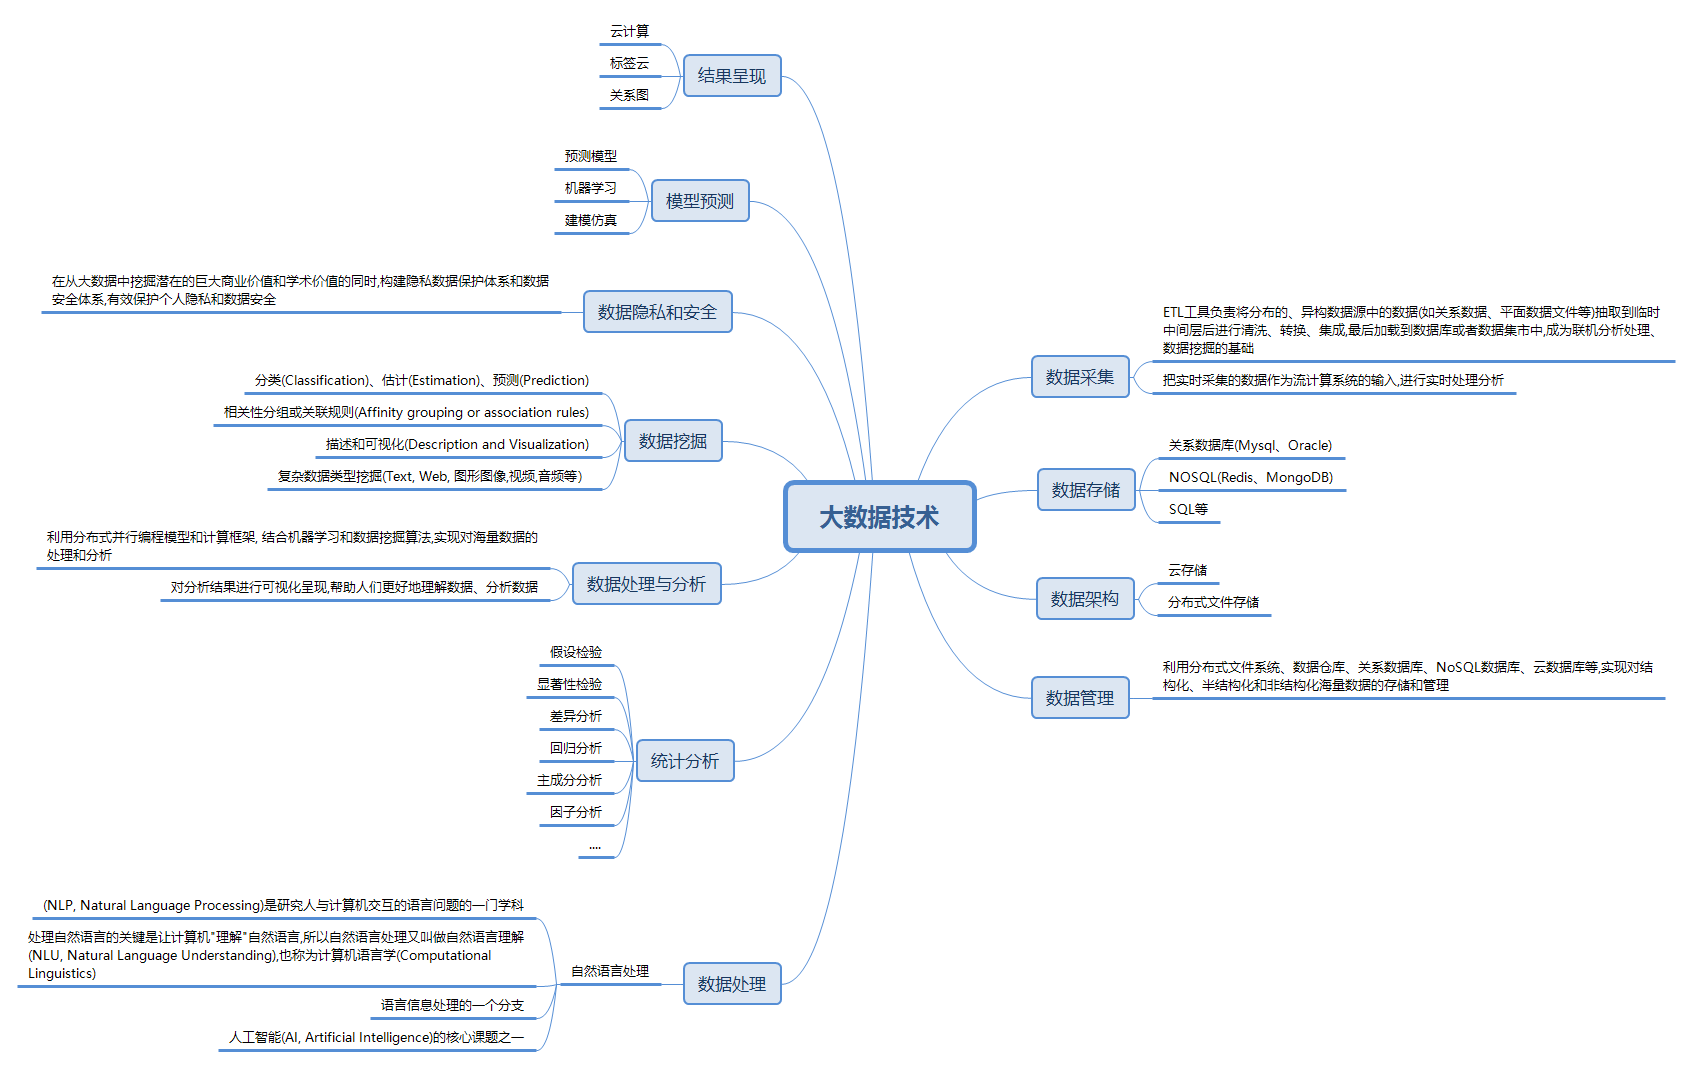 大数据技术
数据采集
ETL工具负责将分布的、异构数据源中的数据(如关系数据、平面数据文件等)抽取到临时
中间层后进行清洗、转换、集成,最后加载到数据库或者数据集市中,成为联机分析处理、
数据挖掘的基础
把实时采集的数据作为流计算系统的输入,进行实时处理分析
数据存储
关系数据库(Mysql、Oracle)
NOSQL(Redis、MongoDB)
SQL等
数据架构
云存储
分布式文件存储
数据管理
利用分布式文件系统、数据仓库、关系数据库、NoSQL数据库、云数据库等,实现对结
构化、半结构化和非结构化海量数据的存储和管理
结果呈现
云计算
标签云
关系图
模型预测
预测模型
机器学习
建模仿真
数据隐私和安全
在从大数据中挖掘潜在的巨大商业价值和学术价值的同时,构建隐私数据保护体系和数据
安全体系,有效保护个人隐私和数据安全
数据挖掘
分类(Classification)、估计(Estimation)、预测(Prediction)
相关性分组或关联规则(Affinity grouping or association rules)
描述和可视化(Description and Visualization)
复杂数据类型挖掘(Text, Web, 图形图像,视频,音频等)
数据处理与分析
利用分布式并行编程模型和计算框架, 结合机器学习和数据挖掘算法,实现对海量数据的
处理和分析
对分析结果进行可视化呈现,帮助人们更好地理解数据、分析数据
统计分析
假设检验
显著性检验
差异分析
回归分析
主成分分析
因子分析
....
数据处理
自然语言处理
(NLP, Natural Language Processing)是研究人与计算机交互的语言问题的一门学科
处理自然语言的关键是让计算机"理解"自然语言,所以自然语言处理又叫做自然语言理解
(NLU, Natural Language Understanding),也称为计算机语言学(Computational
Linguistics)
语言信息处理的一个分支
人工智能(AI, Artificial Intelligence)的核心课题之一